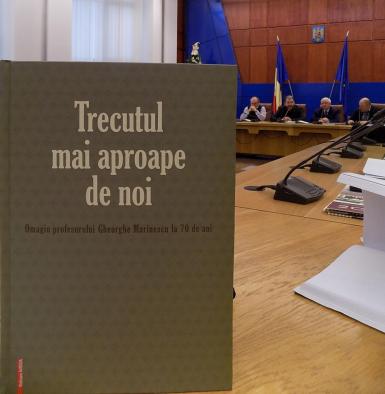 Trecutul
mai aproape
de noi
Omagiu profesorului Gheorghe Marinescu la 70 de ani